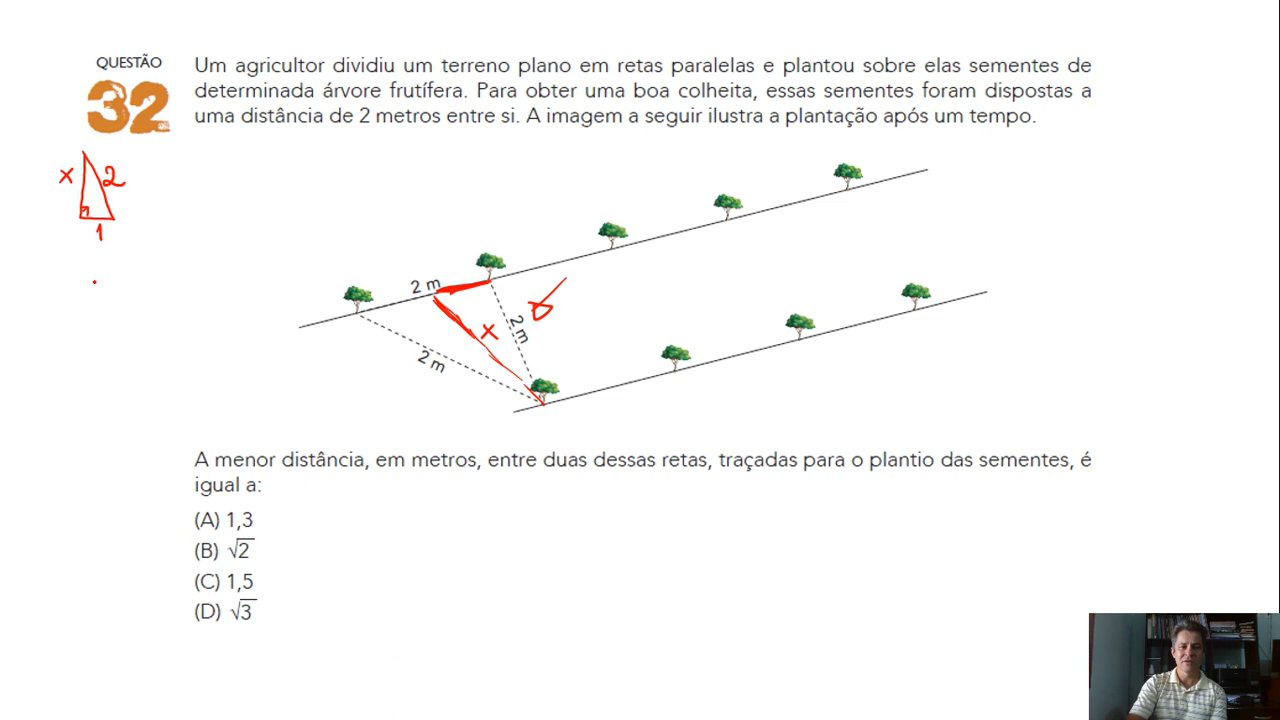 QUESTÃO
32
Um agricultor dividiu um terreno plano em retas paralelas e plantou sobre elas sementes de
determinada árvore frutífera. Para obter uma boa colheita, essas sementes foram dispostas a
uma distância de 2 metros entre si. A imagem a seguir ilustra a plantação após um tempo.
x 2
1
2 m
x 2 m
2 m
A menor distância, em metros, entre duas dessas retas, traçadas para o plantio das sementes, é
igual a:
(A) 1,3
(B) √2
(C) 1,5
(D) √3